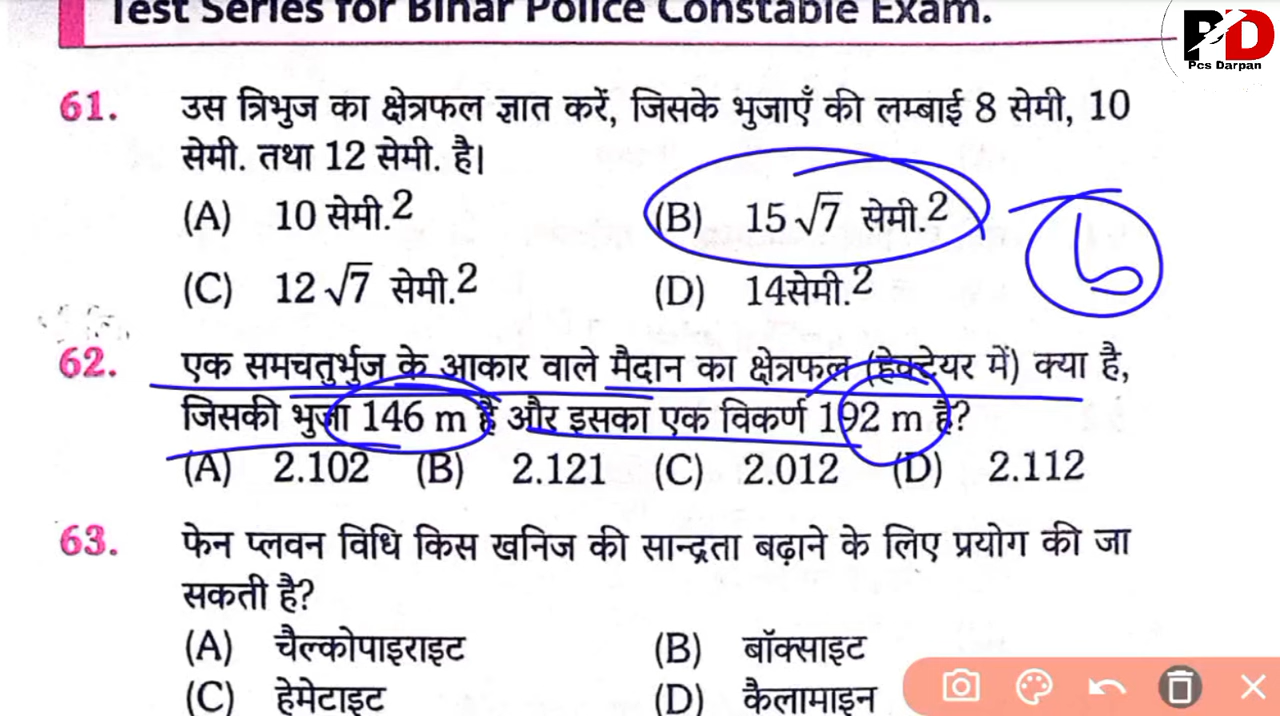 Test Series for Bihar Police Constable Exam.
PD
Pcs Darpan
61. उस त्रिभुज का क्षेत्रफल ज्ञात करें, जिसके भुजाएँ की लम्बाई 8 सेमी, 10
सेमी. तथा 12 सेमी. है।
(A) 10 सेमी.2 (B) 15√7 सेमी.2
b
(C) 12√7 सेमी.2 (D) 14सेमी.2
62. एक समचतुर्भुज के आकार वाले मैदान का क्षेत्रफल (हेक्टेयर में) क्या है,
जिसकी भुजा 146 m है और इसका एक विकर्ण 192 m है?
(A) 2.102 (B) 2.121 (C) 2.012 (D) 2.112
63. फेन प्लवन विधि किस खनिज की सान्द्रता बढ़ाने के लिए प्रयोग की जा
सकती है?
(A) चैल्कोपाइराइट (B) बॉक्साइट
(C) हेमेटाइट (D) कैलामाइन